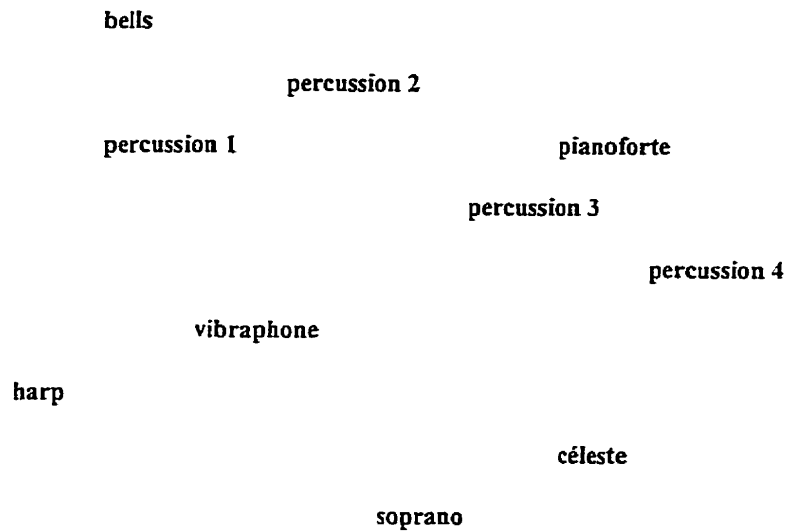 bells
percussion 2
percussion 1 pianoforte
percussion 3
percussion 4
vibraphone
harp
céleste
soprano